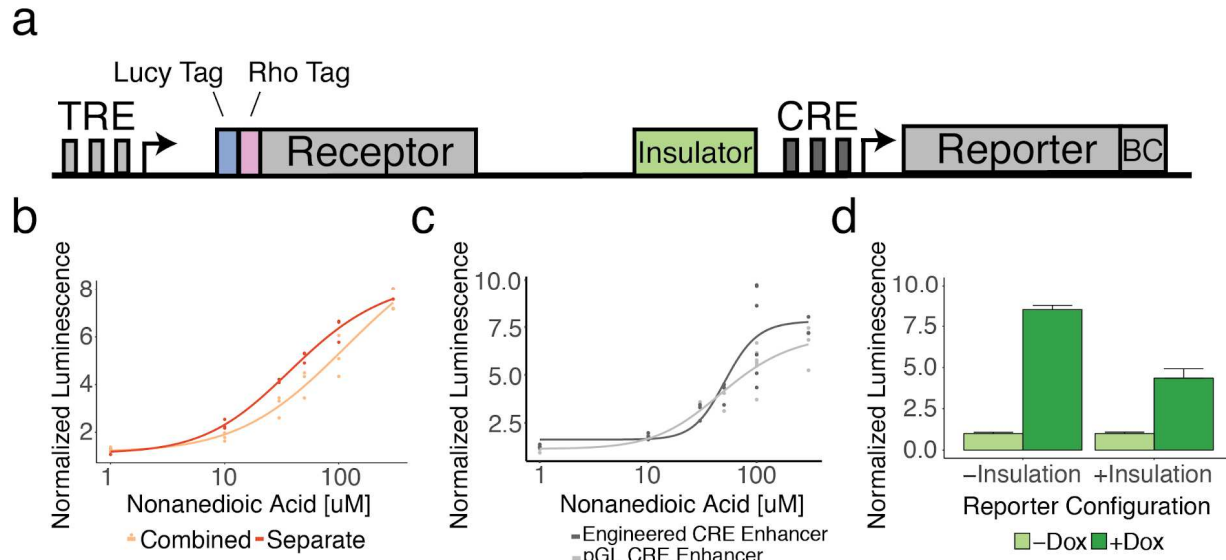 a
Lucy Tag Rho Tag
TRE CRE
Receptor Insulator Reporter BC
b
Normalized Luminescence
8
6
4
2
1 10 100
Nonanedioic Acid [uM]
Combined Separate
c
Normalized Luminescence
10.0
7.5
5.0
2.5
1 10 100
Nonanedioic Acid [uM]
Engineered CRE Enhancer
pGL CRE Enhancer
d
Normalized Luminescence
10.0
7.5
5.0
2.5
0.0
−Insulation +Insulation
Reporter Configuration
−Dox +Dox